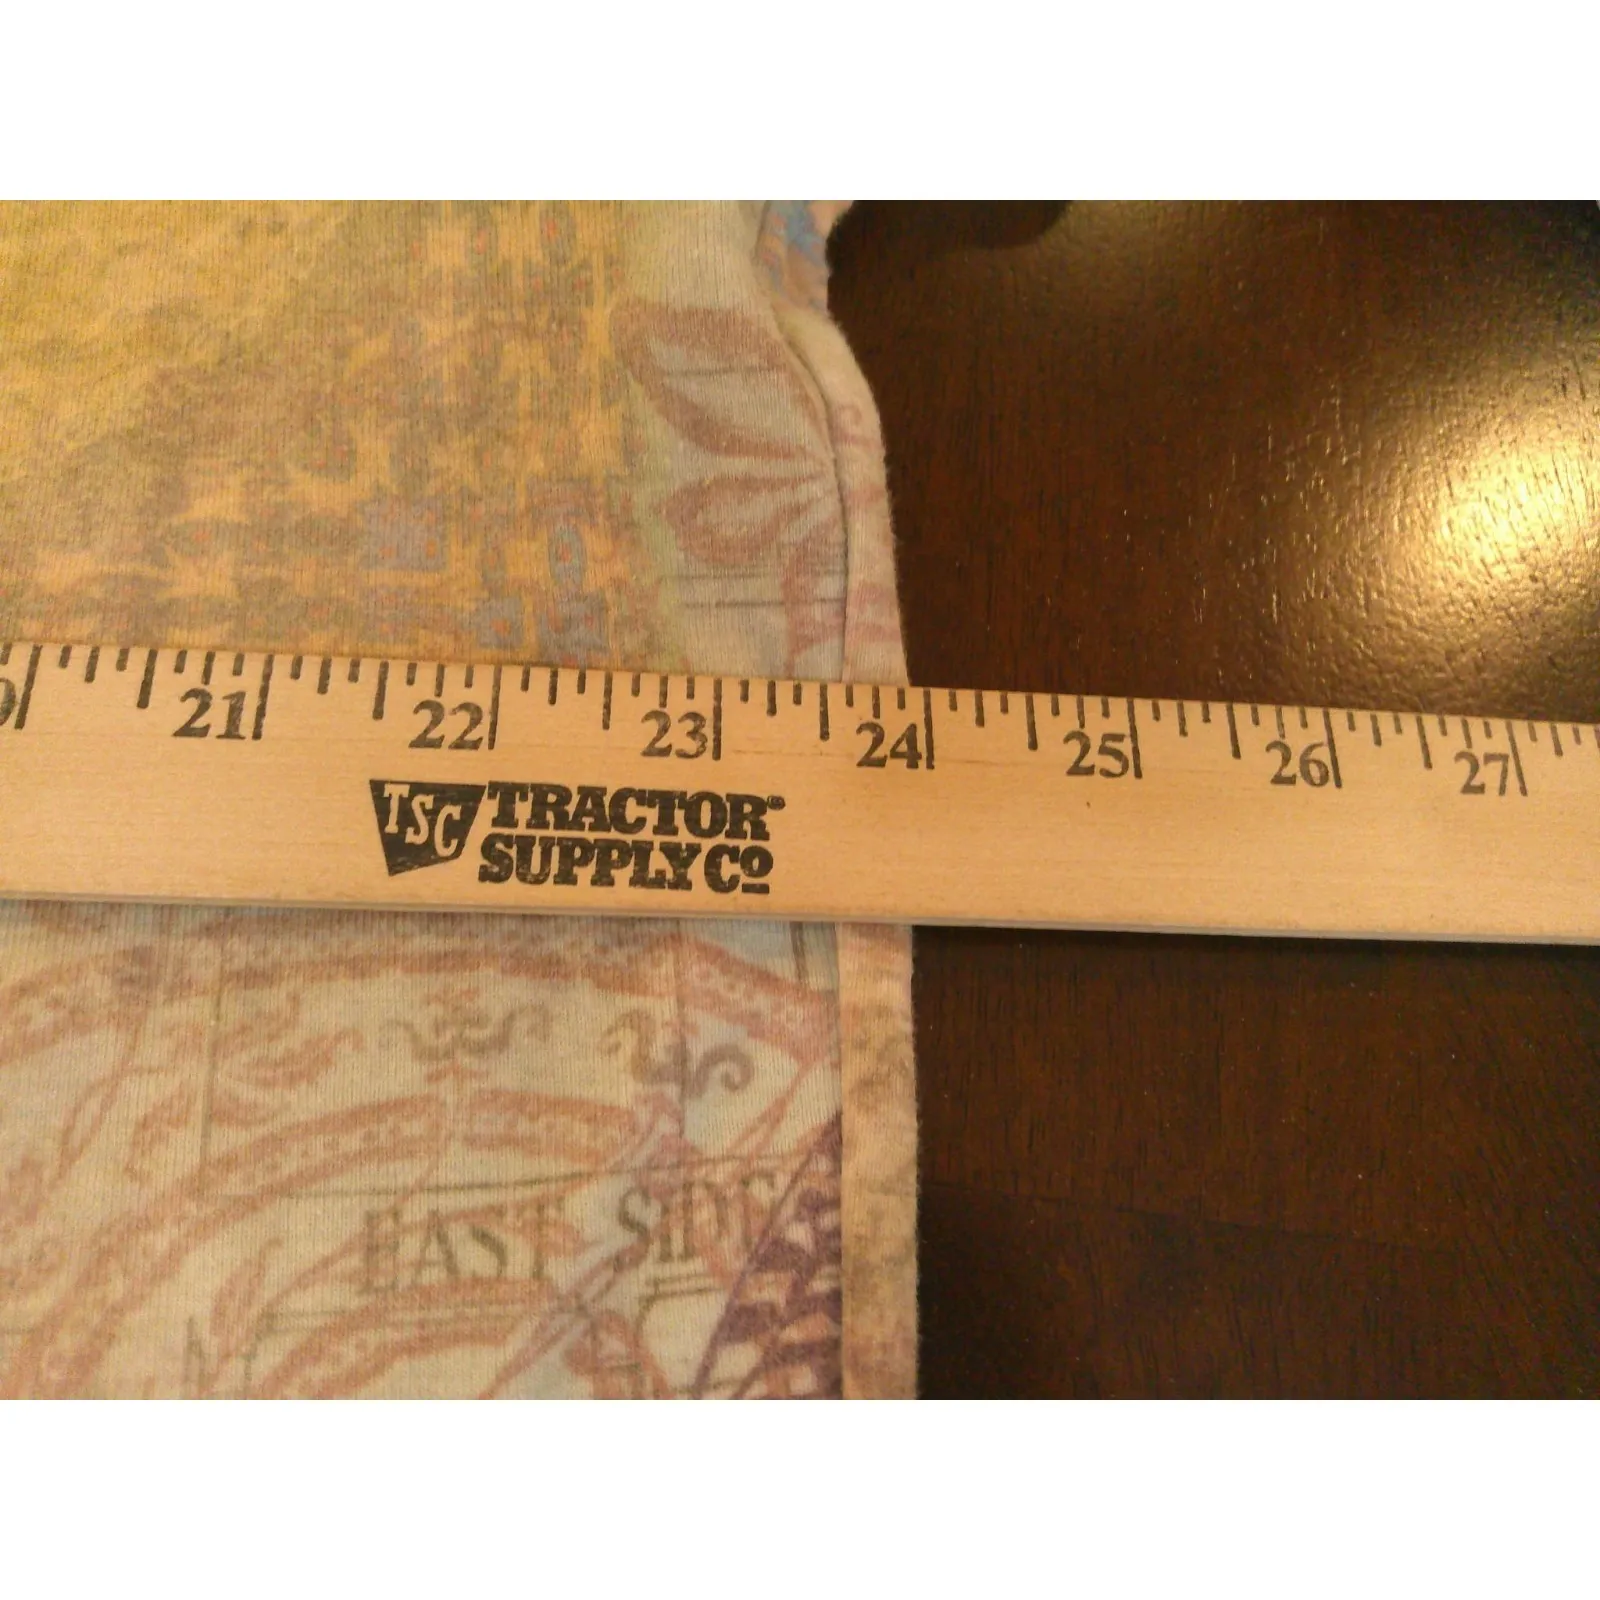 21 22 23 24 25 26 27
TSC TRACTOR®
SUPPLY CO
EAST SIDE